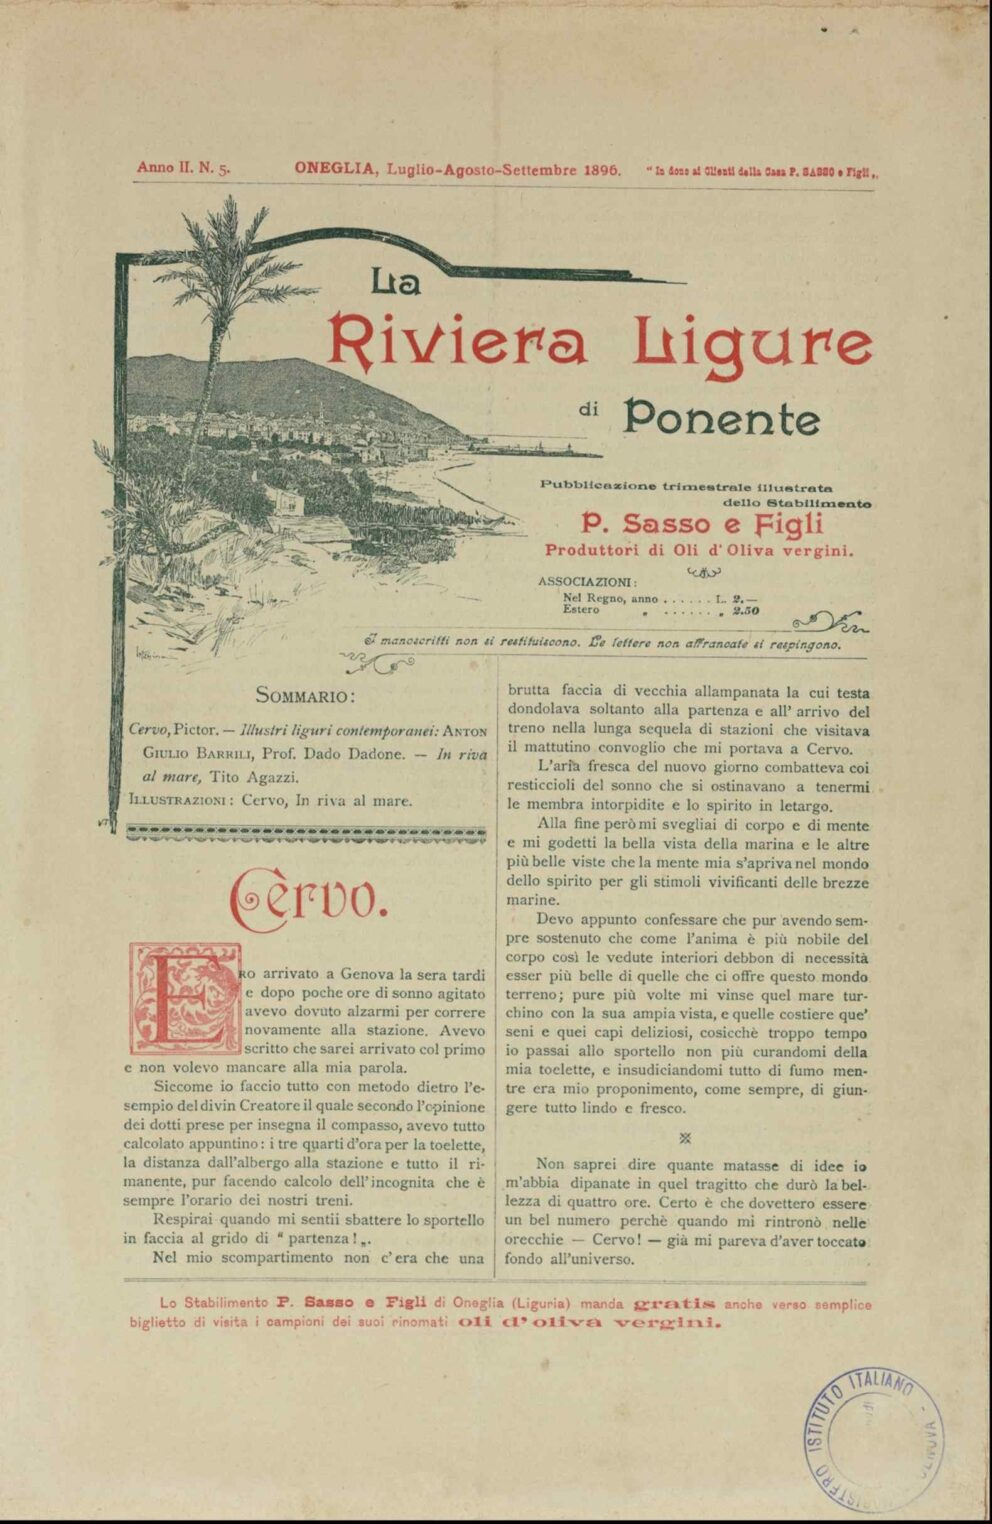 Anno II. N. 5. ONEGLIA, Luglio-Agosto-Settembre 1896. "In dono ai Clienti della Casa P. SASSO e Figli„
La
Riviera Ligure
di Ponente
Pubblicazione trimestrale illustrata
dello Stabilimento
P. Sasso e Figli
Produttori di Oli d'Oliva vergini.
ASSOCIAZIONI:
Nel Regno, anno . . . . . . L. 2.—
Estero „ . . . . . . „ 2.50
I manoscritti non si restituiscono. Le lettere non affrancate si respingono.
SOMMARIO:
Cervo, Pictor. — Illustri liguri contemporanei: ANTON
GIULIO BARRILI, Prof. Dado Dadone. — In riva
al mare, Tito Agazzi.
ILLUSTRAZIONI: Cervo, In riva al mare.
Cèrvo.
ERO arrivato a Genova la sera tardi
e dopo poche ore di sonno agitato
avevo dovuto alzarmi per correre
novamente alla stazione. Avevo
scritto che sarei arrivato col primo
e non volevo mancare alla mia parola.
Siccome io faccio tutto con metodo dietro l'e-
sempio del divin Creatore il quale secondo l'opinione
dei dotti prese per insegna il compasso, avevo tutto
calcolato appuntino: i tre quarti d'ora per la toelette,
la distanza dall'albergo alla stazione e tutto il ri-
manente, pur facendo calcolo dell'incognita che è
sempre l'orario dei nostri treni.
Respirai quando mi sentii sbattere lo sportello
in faccia al grido di " partenza! „.
Nel mio scompartimento non c'era che una
brutta faccia di vecchia allampanata la cui testa
dondolava soltanto alla partenza e all' arrivo del
treno nella lunga sequela di stazioni che visitava
il mattutino convoglio che mi portava a Cervo.
L'aria fresca del nuovo giorno combatteva coi
resticcioli del sonno che si ostinavano a tenermi
le membra intorpidite e lo spirito in letargo.
Alla fine però mi svegliai di corpo e di mente
e mi godetti la bella vista della marina e le altre
più belle viste che la mente mia s'apriva nel mondo
dello spirito per gli stimoli vivificanti delle brezze
marine.
Devo appunto confessare che pur avendo sem-
pre sostenuto che come l'anima è più nobile del
corpo così le vedute interiori debbon di necessità
esser più belle di quelle che ci offre questo mondo
terreno; pure più volte mi vinse quel mare tur-
chino con la sua ampia vista, e quelle costiere que'
seni e quei capi deliziosi, cosicchè troppo tempo
io passai allo sportello non più curandomi della
mia toelette, e insudiciandomi tutto di fumo men-
tre era mio proponimento, come sempre, di giun-
gere tutto lindo e fresco.
Non saprei dire quante matasse di idee io
m'abbia dipanate in quel tragitto che durò la bel-
lezza di quattro ore. Certo è che dovettero essere
un bel numero perchè quando mi rintronò nelle
orecchie — Cervo! — già mi pareva d'aver toccato
fondo all'universo.
Lo Stabilimento P. Sasso e Figli di Oneglia (Liguria) manda gratis anche verso semplice
biglietto di visita i campioni dei suoi rinomati oli d'oliva vergini.
ISTITUTO ITALIANO